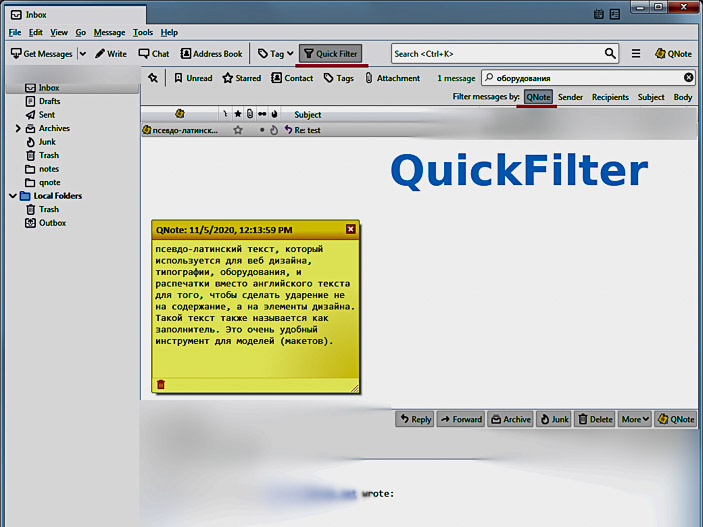 Inbox
File Edit View Go Message Tools Help
Get Messages Write Chat Address Book Tag Quick Filter Search <Ctrl+K> QNote
Unread Starred Contact Tags Attachment 1 message оборудования
Filter messages by: QNote Sender Recipients Subject Body
Inbox
Drafts
Sent
Archives
Junk
Trash
notes
qnote
Local Folders
Trash
Outbox
Subject
псевдо-латинск... Re: test
QuickFilter
QNote: 11/5/2020, 12:13:59 PM
псевдо-латинский текст, который
используется для веб дизайна,
типографии, оборудования, и
распечатки вместо английского текста
для того, чтобы сделать ударение не
на содержание, а на элементы дизайна.
Такой текст также называется как
заполнитель. Это очень удобный
инструмент для моделей (макетов).
Reply Forward Archive Junk Delete More QNote
wrote: